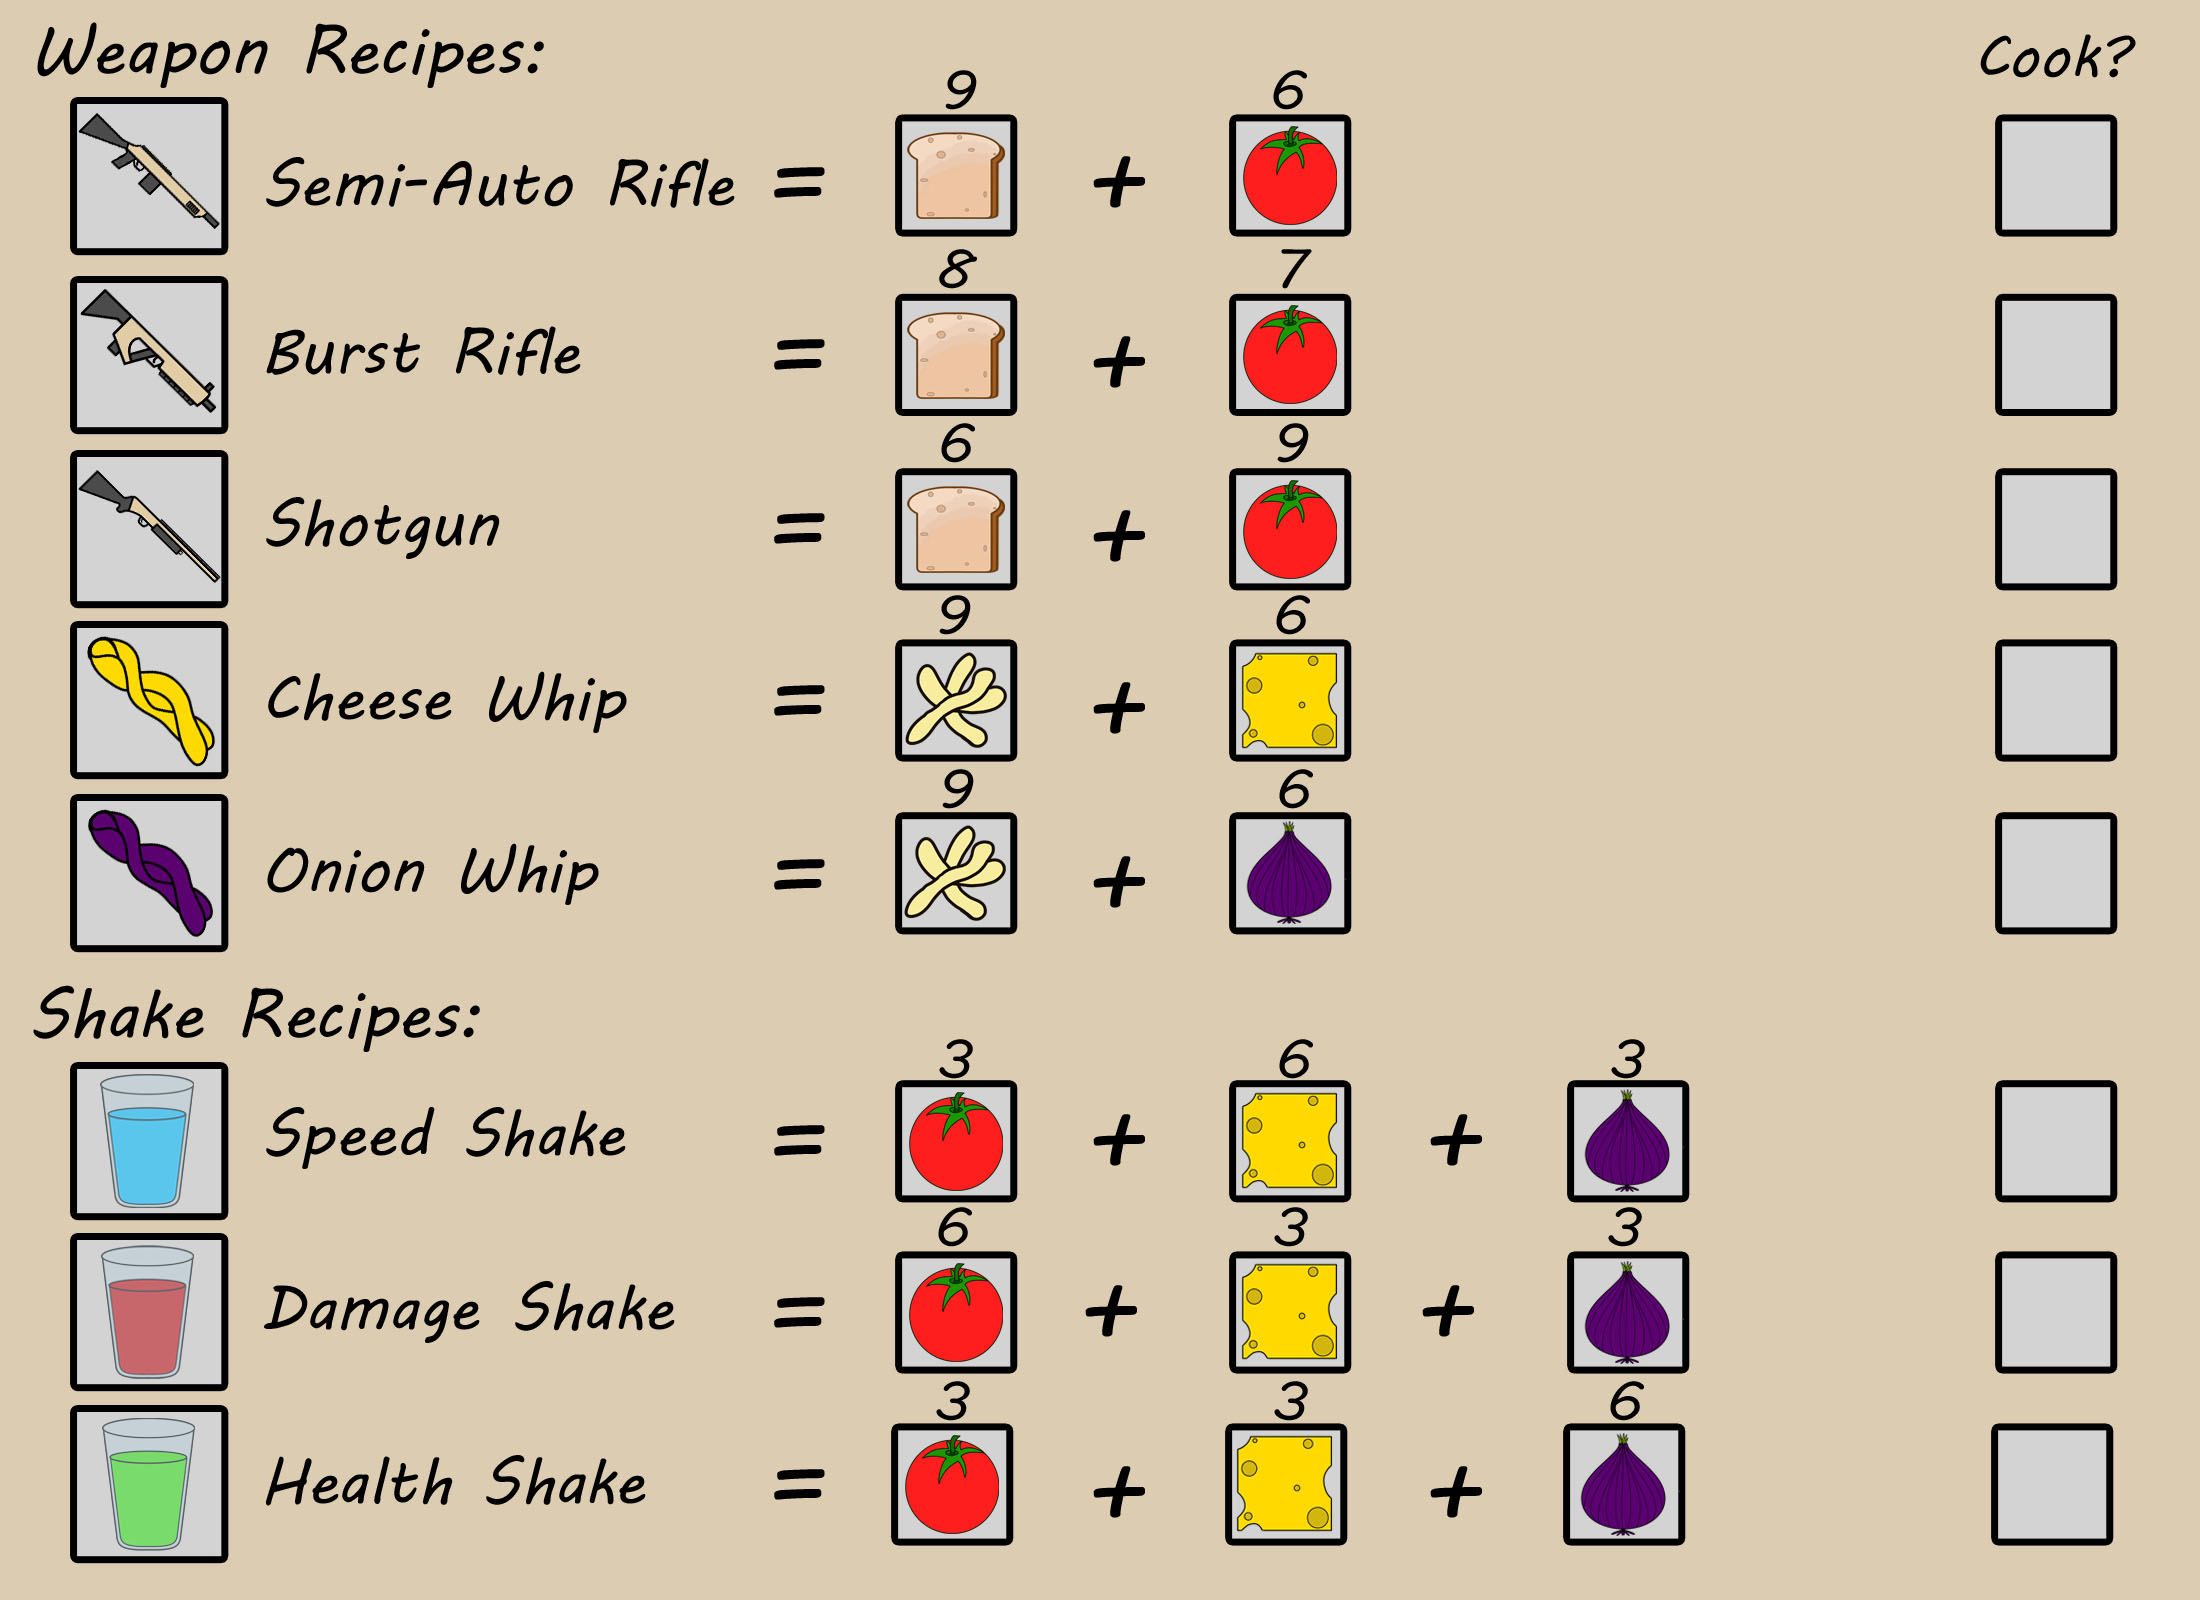 Weapon Recipes: Cook?
9 6
Semi-Auto Rifle = +
8 7
Burst Rifle = +
6 9
Shotgun = +
9 6
Cheese Whip = +
9 6
Onion Whip = +
Shake Recipes:
3 6 3
Speed Shake = + +
6 3 3
Damage Shake = + +
3 3 6
Health Shake = + +